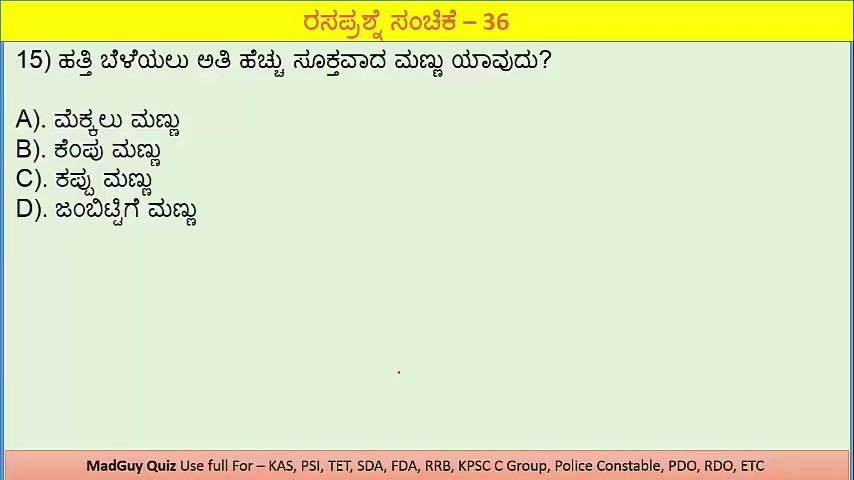 ರಸಪ್ರಶ್ನೆ ಸಂಚಿಕೆ – 36
15) ಹತ್ತಿ ಬೆಳೆಯಲು ಅತಿ ಹೆಚ್ಚು ಸೂಕ್ತವಾದ ಮಣ್ಣು ಯಾವುದು?
A). ಮೆಕ್ಕಲು ಮಣ್ಣು
B). ಕೆಂಪು ಮಣ್ಣು
C). ಕಪ್ಪು ಮಣ್ಣು
D). ಜಂಬಿಟ್ಟಿಗೆ ಮಣ್ಣು
MadGuy Quiz Use full For – KAS, PSI, TET, SDA, FDA, RRB, KPSC C Group, Police Constable, PDO, RDO, ETC